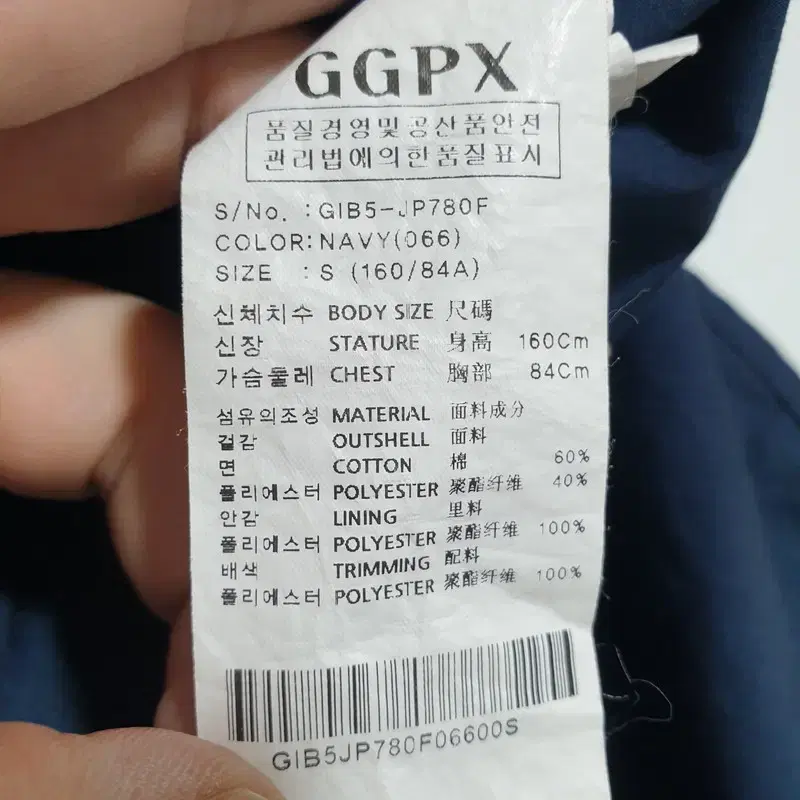 GGPX
품질경영및 공산품안전
관리법에의한품질표시
S/No. : GIB5-JP780F
COLOR: NAVY(066)
SIZE : S (160/84A)
신체치수 BODY SIZE 尺碼
신장 STATURE 身高 160Cm
가슴둘레 CHEST 胸部 84Cm
섬유의조성 MATERIAL 面料成分
겉감 OUTSHELL 面料
면 COTTON 棉 60%
폴리에스터 POLYESTER 聚酯纤维 40%
안감 LINING 里料
폴리에스터 POLYESTER 聚酯纤维 100%
배색 TRIMMING 配料
폴리에스터 POLYESTER 聚酯纤维 100%
GIB5JP780F06600S